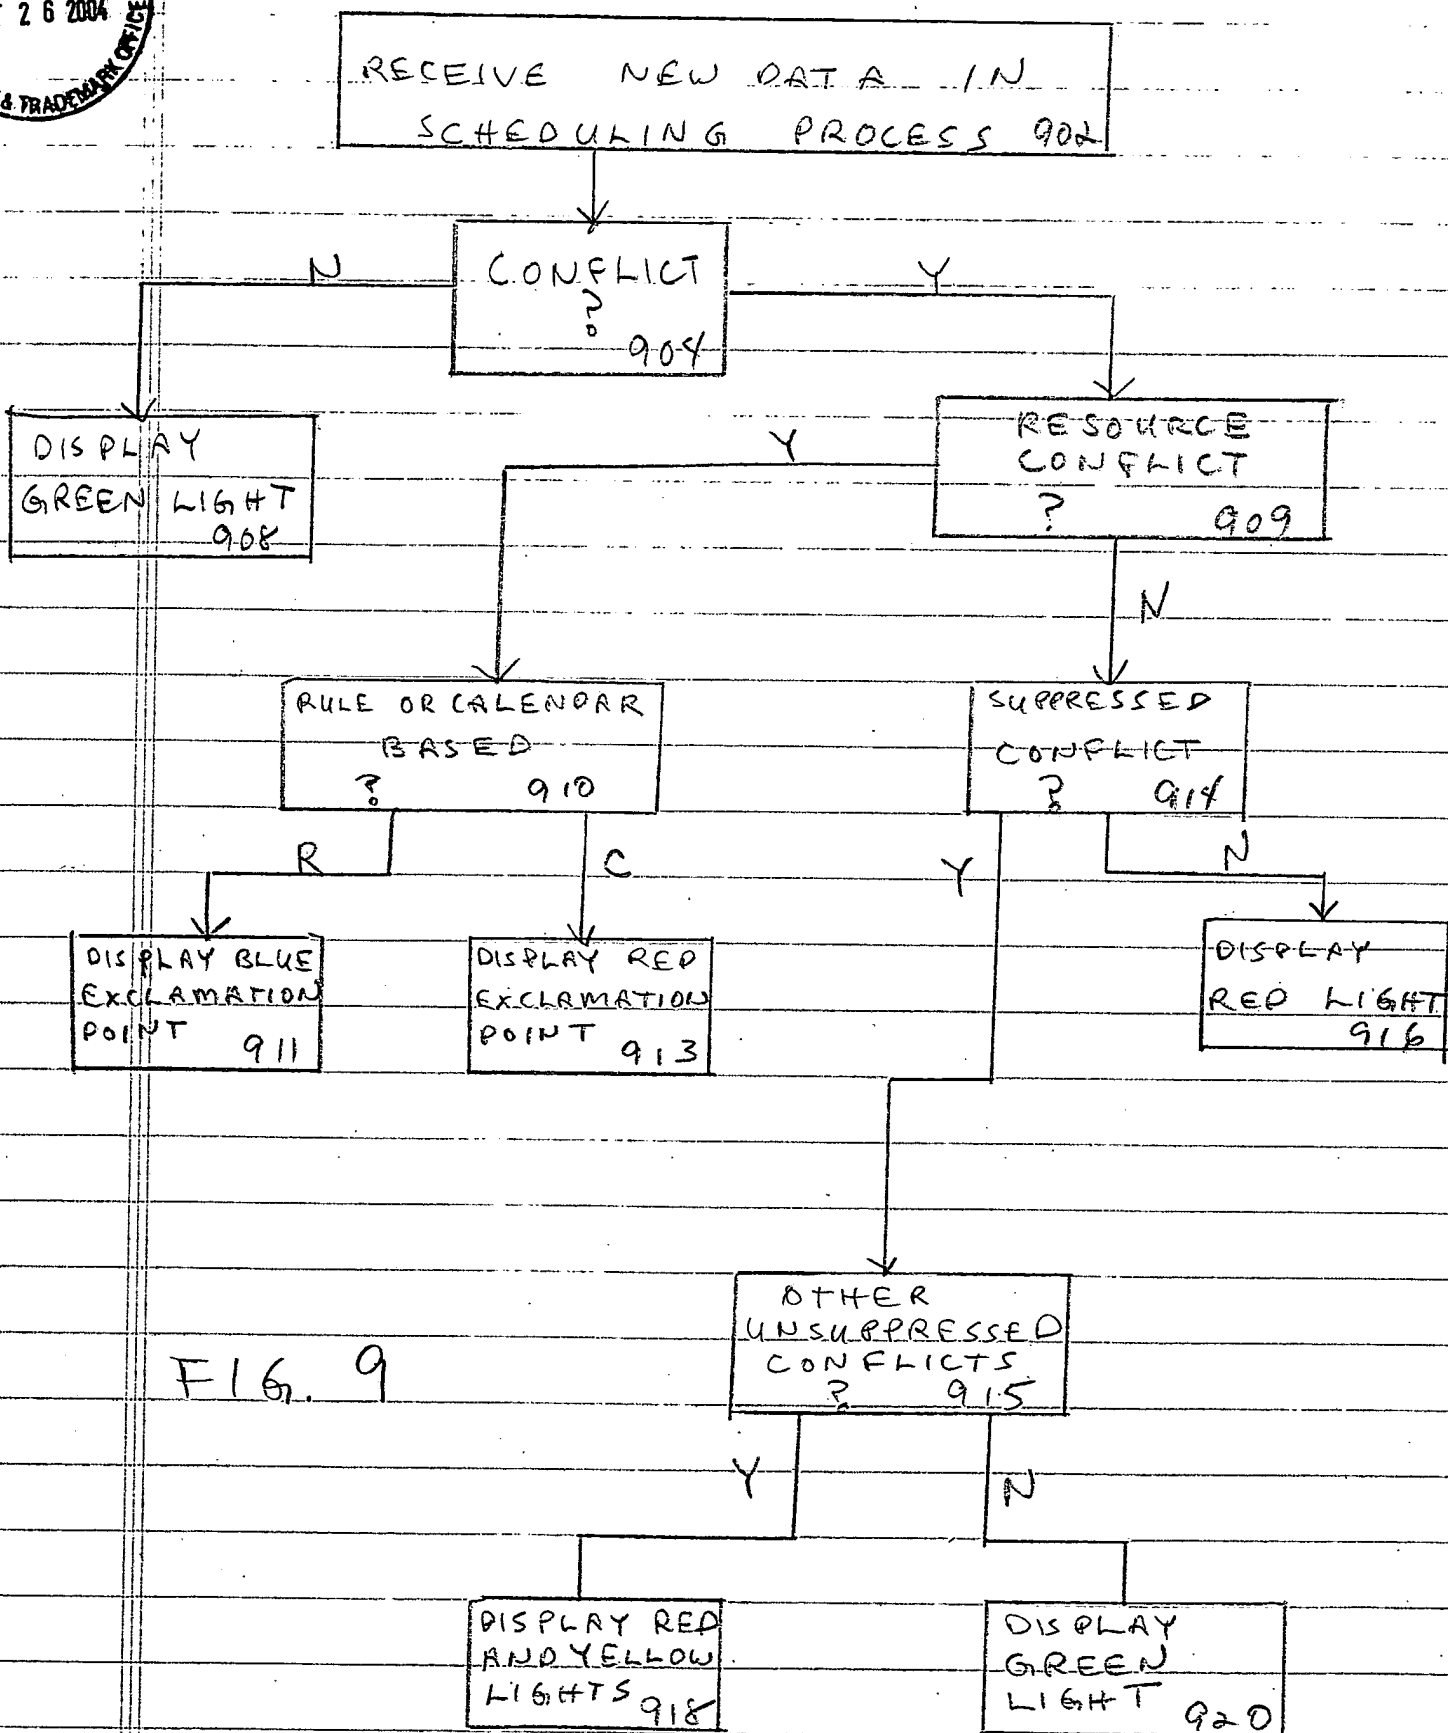 2 6 2004
& TRADEMARK OFFICE
RECEIVE NEW DATA IN
SCHEDULING PROCESS 902
CONFLICT
?
904
N
Y
DISPLAY
GREEN LIGHT
908
RESOURCE
CONFLICT
? 909
Y
N
RULE OR CALENDAR
BASED
? 910
SUPPRESSED
CONFLICT
? 914
R
C
Y
N
DISPLAY BLUE
EXCLAMATION
POINT 911
DISPLAY RED
EXCLAMATION
POINT 913
DISPLAY
RED LIGHT
916
OTHER
UNSUPPRESSED
CONFLICTS
? 915
FIG. 9
Y
N
DISPLAY RED
AND YELLOW
LIGHTS 918
DISPLAY
GREEN
LIGHT 920